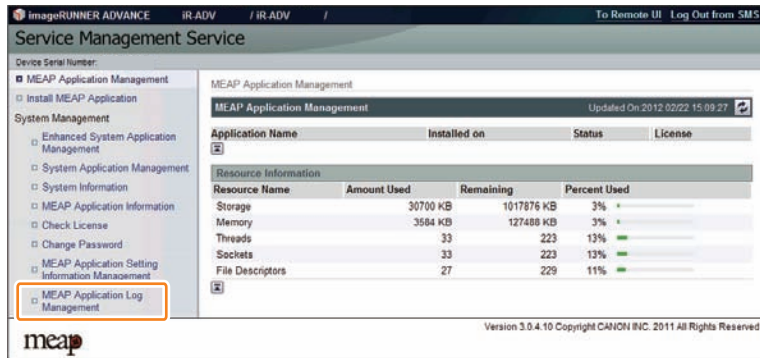 imageRUNNER ADVANCE iR-ADV / iR-ADV / To Remote UI Log Out from SMS
Service Management Service
Device Serial Number:
MEAP Application Management
Install MEAP Application
System Management
Enhanced System Application
Management
System Application Management
System Information
MEAP Application Information
Check License
Change Password
MEAP Application Setting
Information Management
MEAP Application Log
Management
MEAP Application Management
MEAP Application Management Updated On:2012 02/22 15:09:27
Application Name Installed on Status License
Resource Information
Resource Name Amount Used Remaining Percent Used
Storage 30700 KB 1017876 KB 3%
Memory 3584 KB 127488 KB 3%
Threads 33 223 13%
Sockets 33 223 13%
File Descriptors 27 229 11%
Version 3.0.4.10 Copyright CANON INC. 2011 All Rights Reserved
meap